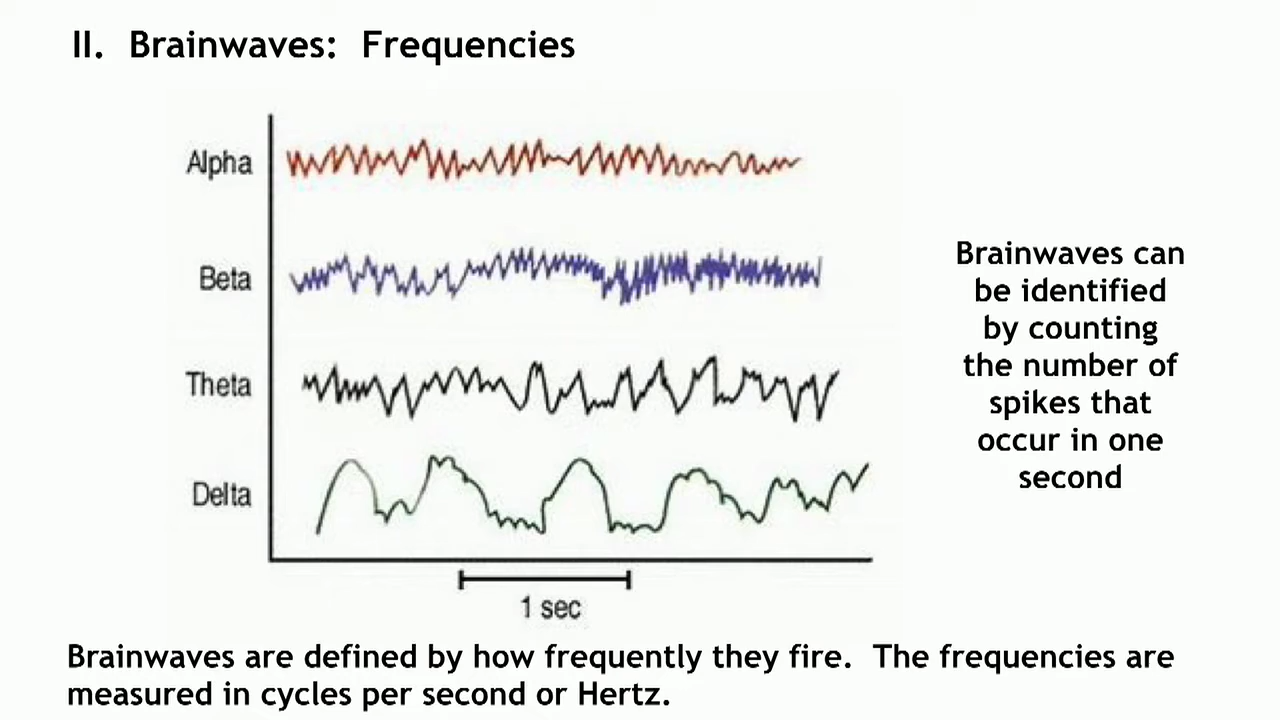 II. Brainwaves: Frequencies
Alpha
Beta
Theta
Delta
1 sec
Brainwaves can
be identified
by counting
the number of
spikes that
occur in one
second
Brainwaves are defined by how frequently they fire. The frequencies are
measured in cycles per second or Hertz.